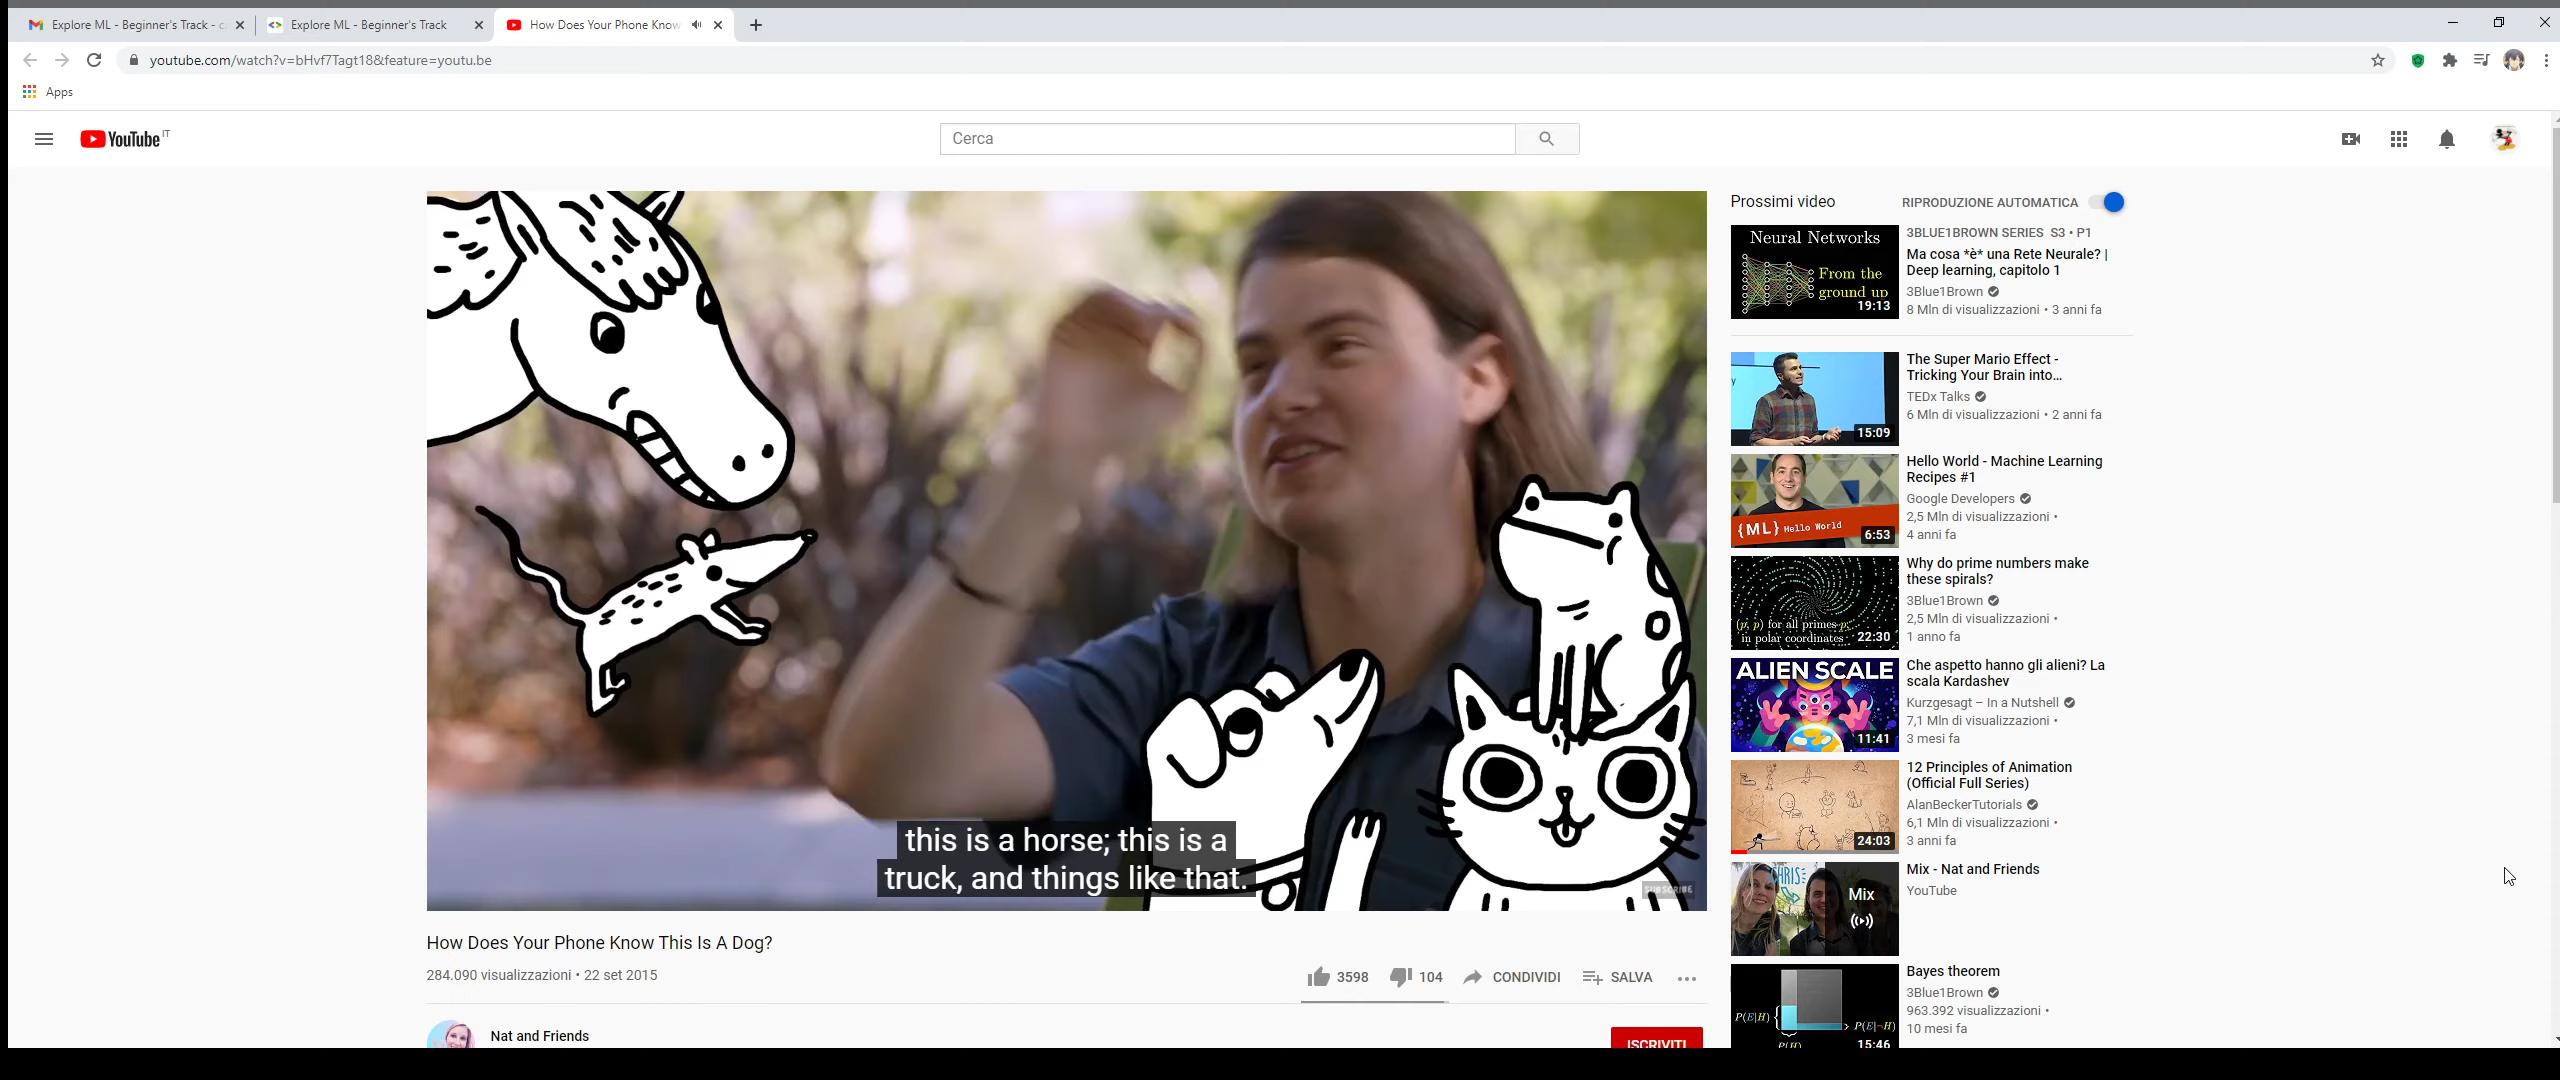 Explore ML - Beginner's Track - c
Explore ML - Beginner's Track
How Does Your Phone Know
youtube.com/watch?v=bHvf7Tagt18&feature=youtu.be
Apps
YouTube IT
Cerca
this is a horse; this is a
truck, and things like that.
SUBSCRIBE
How Does Your Phone Know This Is A Dog?
284.090 visualizzazioni • 22 set 2015
3598
104
CONDIVIDI
SALVA
Nat and Friends
ISCRIVITI
Prossimi video
RIPRODUZIONE AUTOMATICA
Neural Networks
From the
ground up
19:13
3BLUE1BROWN SERIES S3 • P1
Ma cosa *è* una Rete Neurale? |
Deep learning, capitolo 1
3Blue1Brown
8 Mln di visualizzazioni • 3 anni fa
15:09
The Super Mario Effect -
Tricking Your Brain into...
TEDx Talks
6 Mln di visualizzazioni • 2 anni fa
{ML} Hello World
6:53
Hello World - Machine Learning
Recipes #1
Google Developers
2,5 Mln di visualizzazioni •
4 anni fa
(p, p) for all primes p,
in polar coordinates
22:30
Why do prime numbers make
these spirals?
3Blue1Brown
2,5 Mln di visualizzazioni •
1 anno fa
ALIEN SCALE
11:41
Che aspetto hanno gli alieni? La
scala Kardashev
Kurzgesagt – In a Nutshell
7,1 Mln di visualizzazioni •
3 mesi fa
24:03
12 Principles of Animation
(Official Full Series)
AlanBeckerTutorials
6,1 Mln di visualizzazioni •
3 anni fa
CHRIS
Mix
Mix - Nat and Friends
YouTube
P(E|H)
P(E|¬H)
P(H)
15:46
Bayes theorem
3Blue1Brown
963.392 visualizzazioni •
10 mesi fa